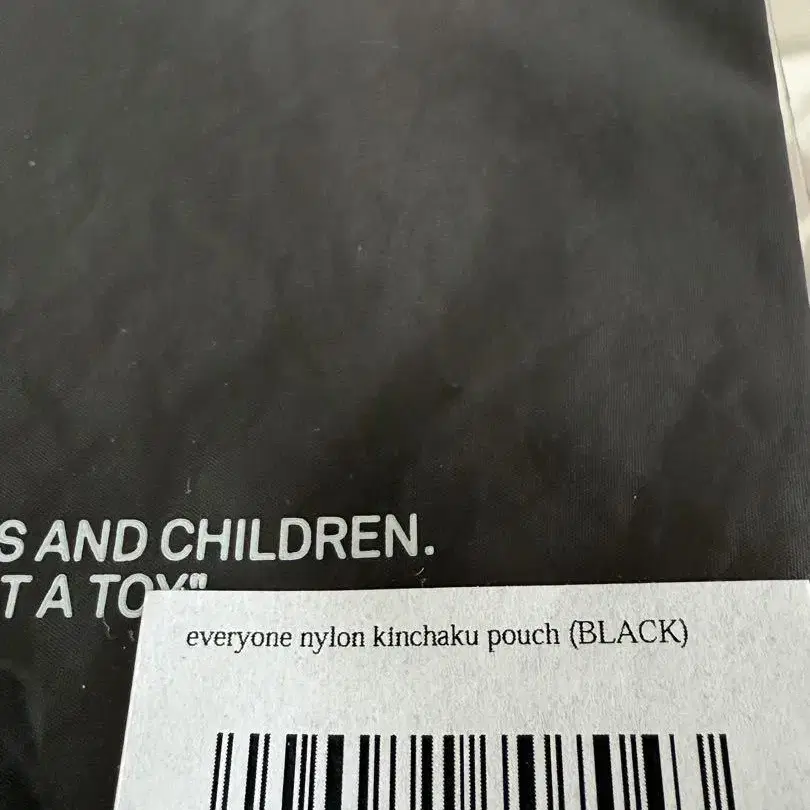 S AND CHILDREN.
T A TOY"
everyone nylon kinchaku pouch (BLACK)